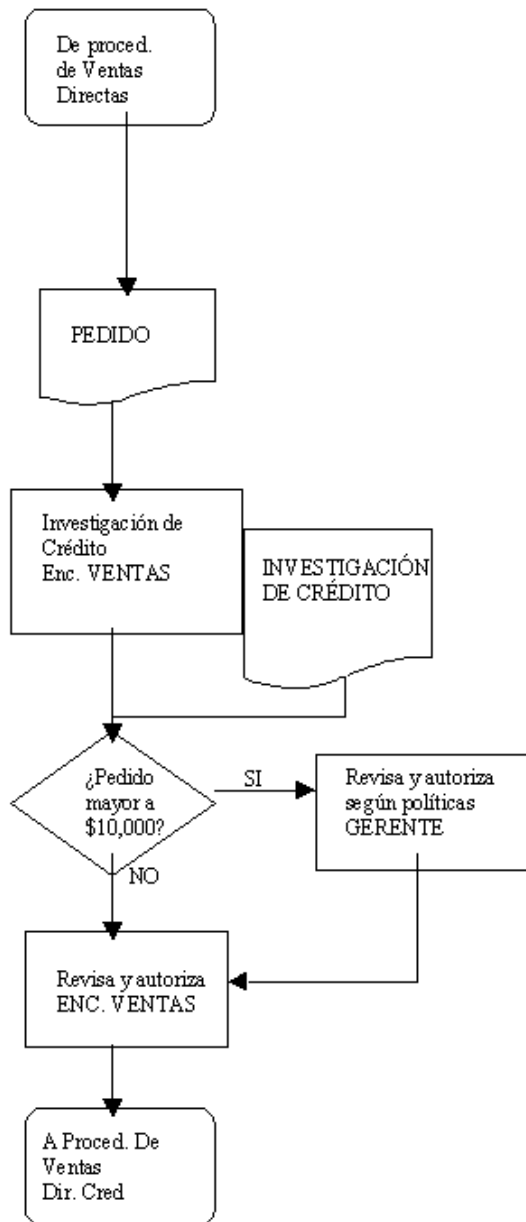 De proced.
de Ventas
Directas
PEDIDO
Investigación de
Crédito
Enc. VENTAS
INVESTIGACIÓN
DE CRÉDITO
¿Pedido
mayor a
$10,000?
SI
Revisa y autoriza
según políticas
GERENTE
NO
Revisa y autoriza
ENC. VENTAS
A Proced. De
Ventas
Dir. Cred